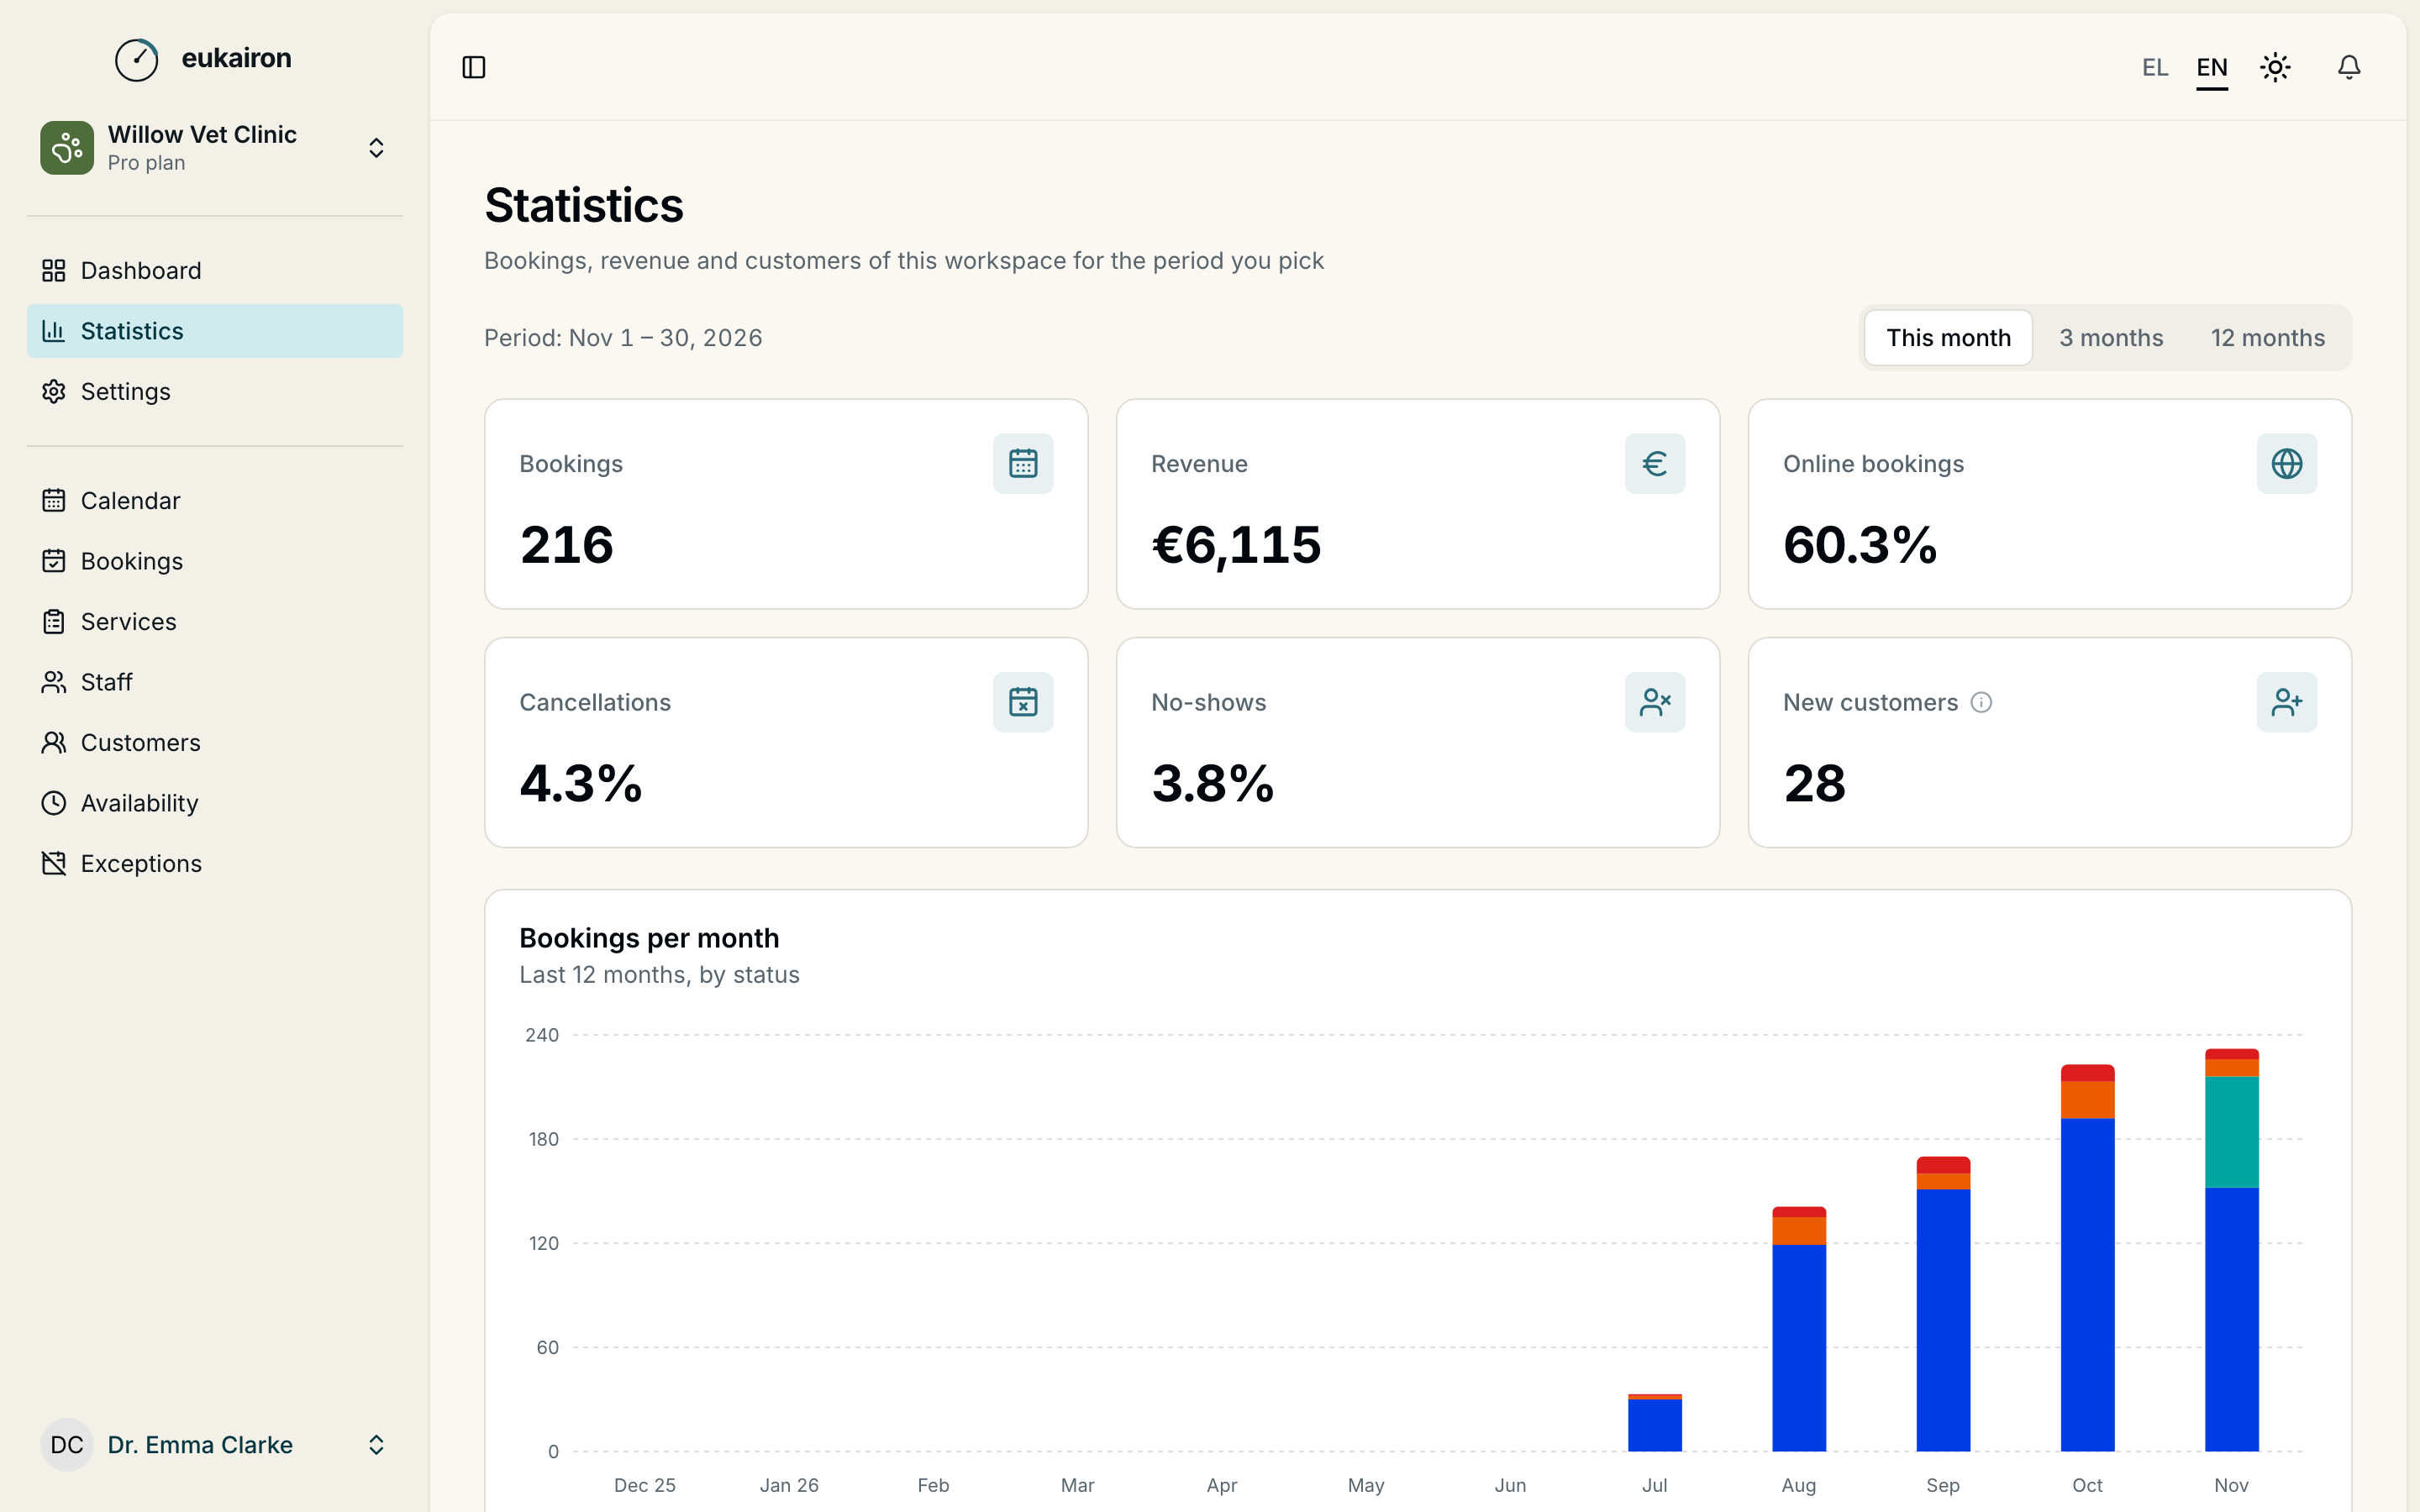 eukairon
Willow Vet Clinic
Pro plan
Dashboard
Statistics
Settings
Calendar
Bookings
Services
Staff
Customers
Availability
Exceptions
DC Dr. Emma Clarke
EL EN
Statistics
Bookings, revenue and customers of this workspace for the period you pick
Period: Nov 1 – 30, 2026
This month 3 months 12 months
Bookings
216
Revenue
€6,115
Online bookings
60.3%
Cancellations
4.3%
No-shows
3.8%
New customers
28
Bookings per month
Last 12 months, by status
240
180
120
60
0
Dec 25 Jan 26 Feb Mar Apr May Jun Jul Aug Sep Oct Nov